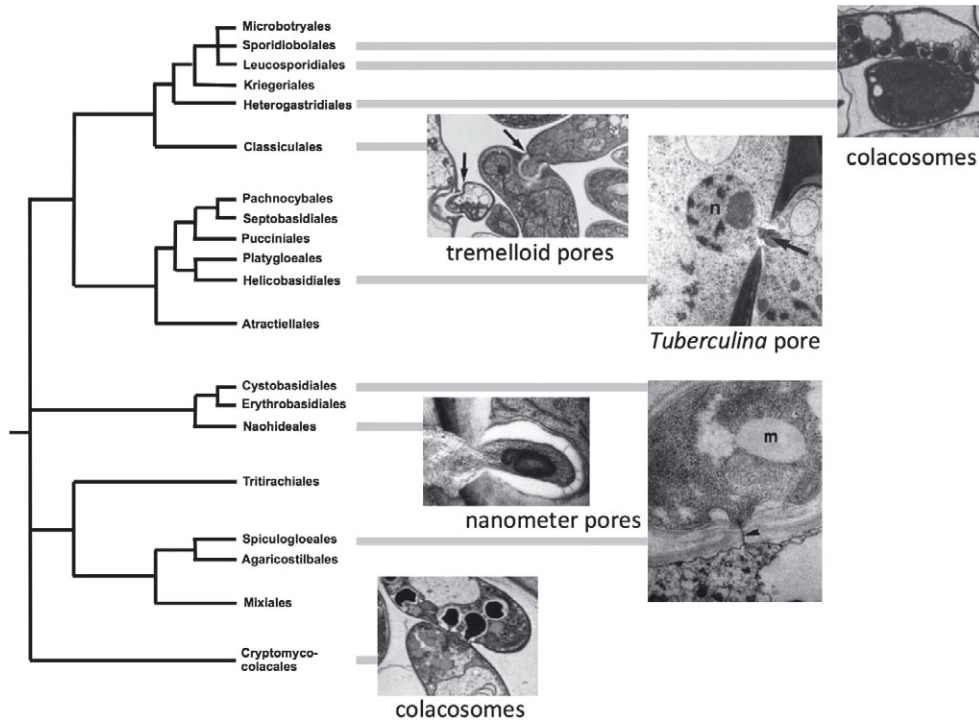 Microbotryales
Sporidiobolales
Leucosporidiales
Kriegeriales
Heterogastridiales
colacosomes
Classiculales
tremelloid pores
Pachnocybales
Septobasidiales
Pucciniales
Platygloeales
Helicobasidiales
n
Tuberculina pore
Atractiellales
Cystobasidiales
Erythrobasidiales
Naohideales
nanometer pores
m
Tritirachiales
Spiculogloeales
Agaricostilbales
Mixiales
Cryptomyco-
colacales
colacosomes